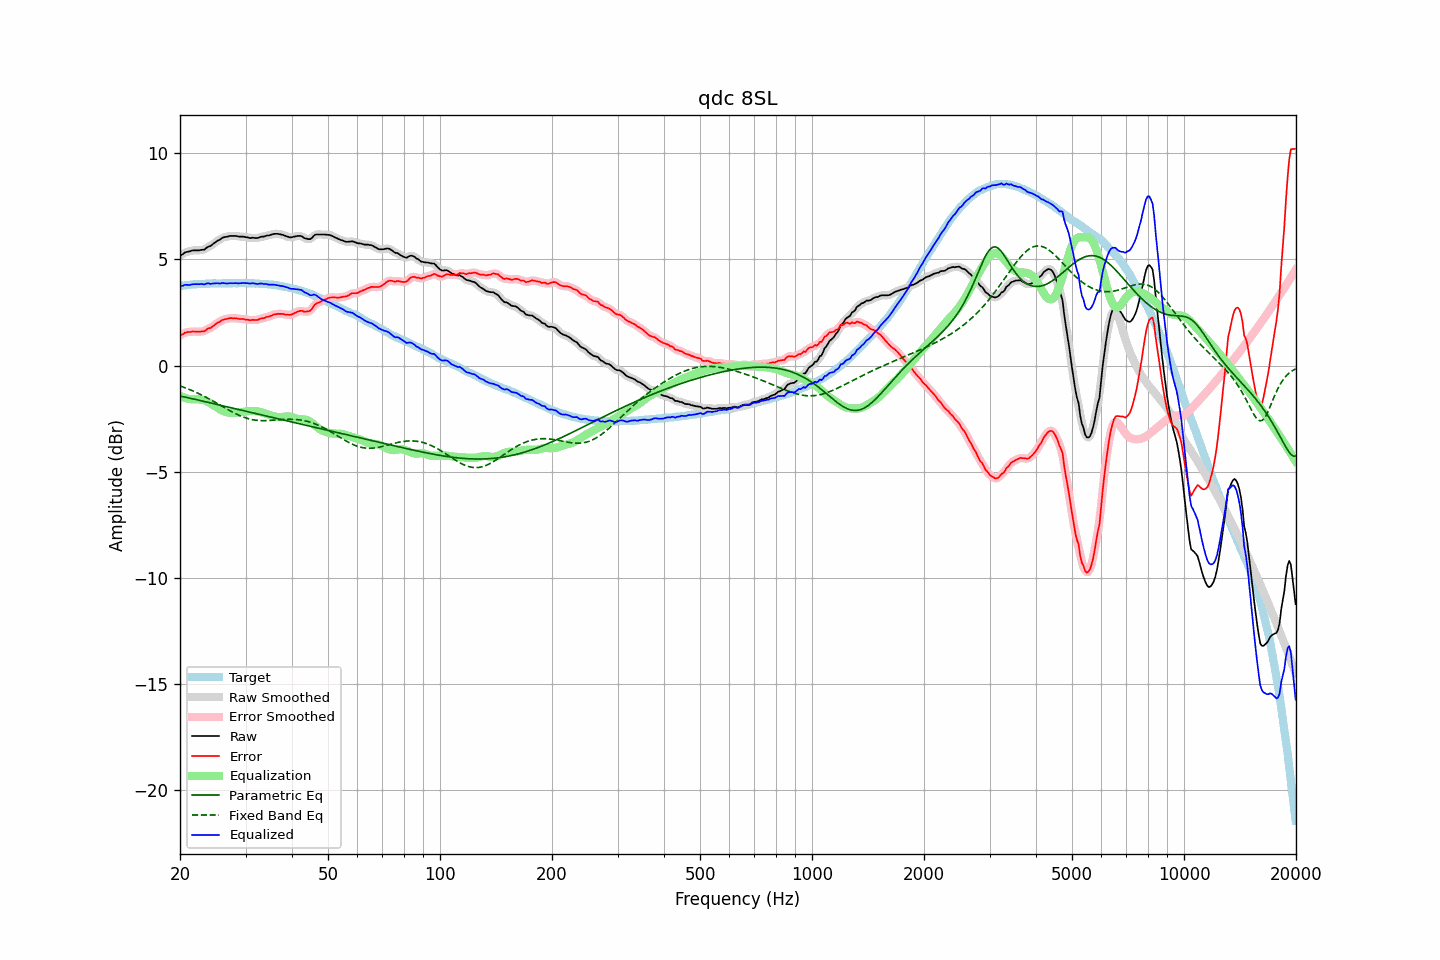 qdc 8SL
Amplitude (dBr)
10
5
0
−5
−10
−15
−20
Target
Raw Smoothed
Error Smoothed
Raw
Error
Equalization
Parametric Eq
Fixed Band Eq
Equalized
20 50 100 200 500 1000 2000 5000 10000 20000
Frequency (Hz)